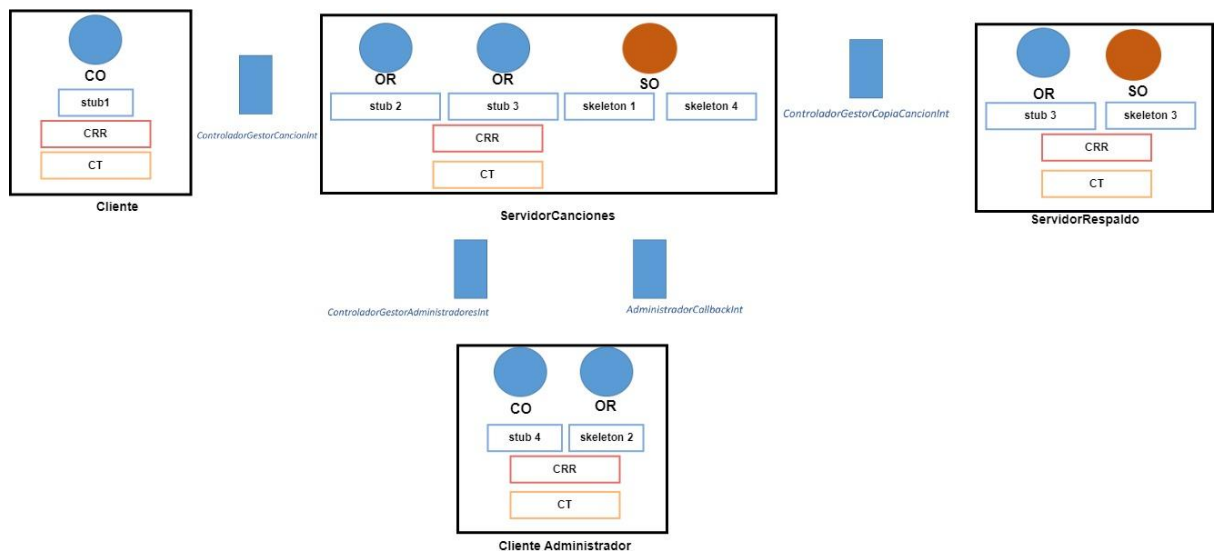 CO
stub1
CRR
CT
Cliente
ControladorGestorCancionInt
OR
OR
SO
stub 2
stub 3
skeleton 1
skeleton 4
CRR
CT
ServidorCanciones
ControladorGestorCopiaCancionInt
OR
SO
stub 3
skeleton 3
CRR
CT
ServidorRespaldo
ControladorGestorAdministradoresInt
AdministradorCallbackInt
CO
OR
stub 4
skeleton 2
CRR
CT
Cliente Administrador